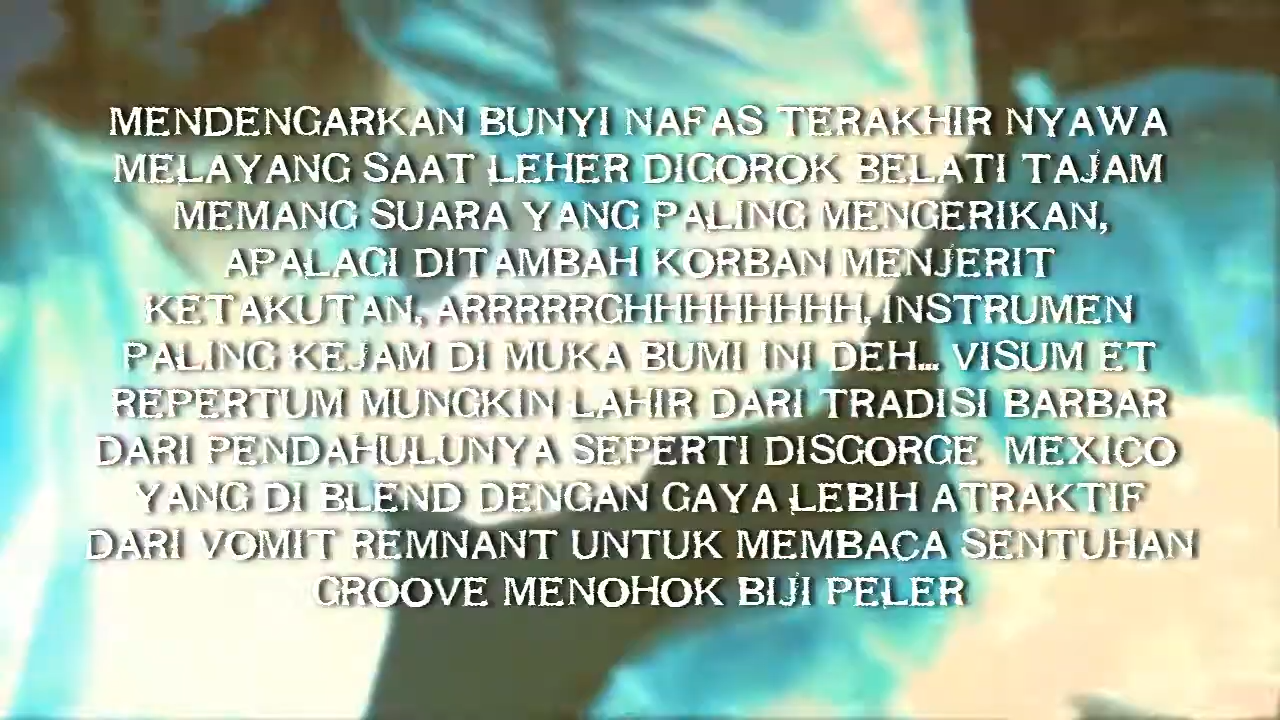 MENDENGARKAN BUNYI NAFAS TERAKHIR NYAWA
MELAYANG SAAT LEHER DIGOROK BELATI TAJAM
MEMANG SUARA YANG PALING MENGERIKAN,
APALAGI DITAMBAH KORBAN MENJERIT
KETAKUTAN, ARRRRRGHHHHHHHH, INSTRUMEN
PALING KEJAM DI MUKA BUMI INI DEH... VISUM ET
REPERTUM MUNGKIN LAHIR DARI TRADISI BARBAR
DARI PENDAHULUNYA SEPERTI DISGORGE MEXICO
YANG DI BLEND DENGAN GAYA LEBIH ATRAKTIF
DARI VOMIT REMNANT UNTUK MEMBACA SENTUHAN
GROOVE MENOHOK BIJI PELER